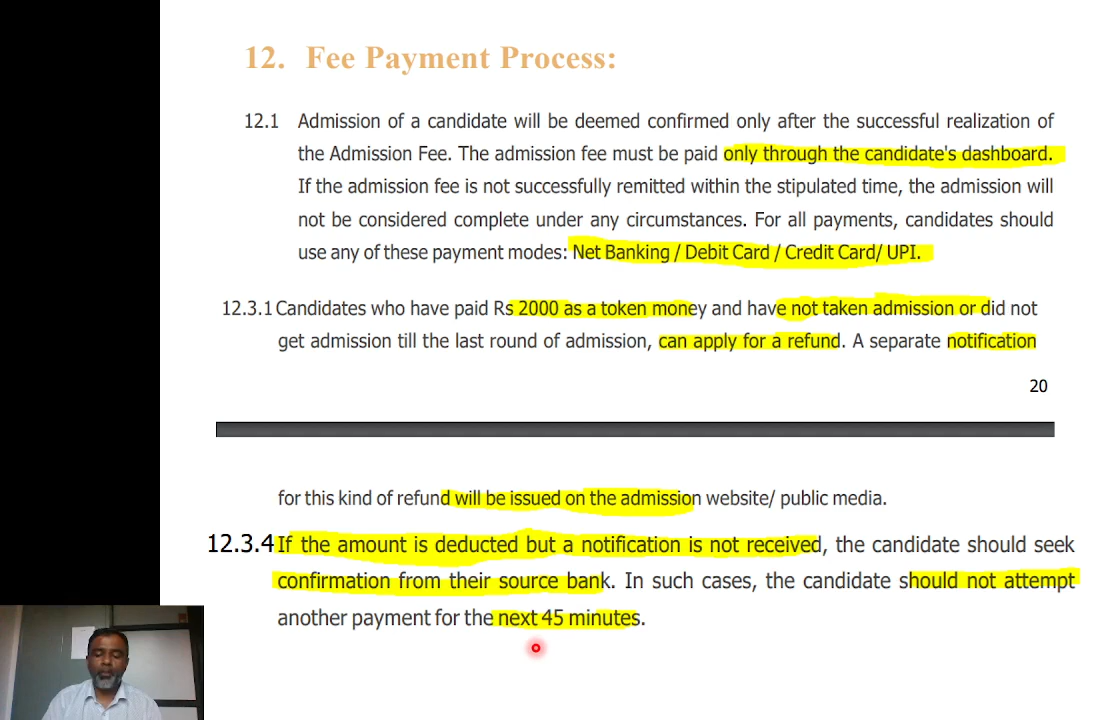 12. Fee Payment Process:
12.1 Admission of a candidate will be deemed confirmed only after the successful realization of
the Admission Fee. The admission fee must be paid only through the candidate's dashboard.
If the admission fee is not successfully remitted within the stipulated time, the admission will
not be considered complete under any circumstances. For all payments, candidates should
use any of these payment modes: Net Banking / Debit Card / Credit Card/ UPI.
12.3.1 Candidates who have paid Rs 2000 as a token money and have not taken admission or did not
get admission till the last round of admission, can apply for a refund. A separate notification
20
for this kind of refund will be issued on the admission website/ public media.
12.3.4 If the amount is deducted but a notification is not received, the candidate should seek
confirmation from their source bank. In such cases, the candidate should not attempt
another payment for the next 45 minutes.